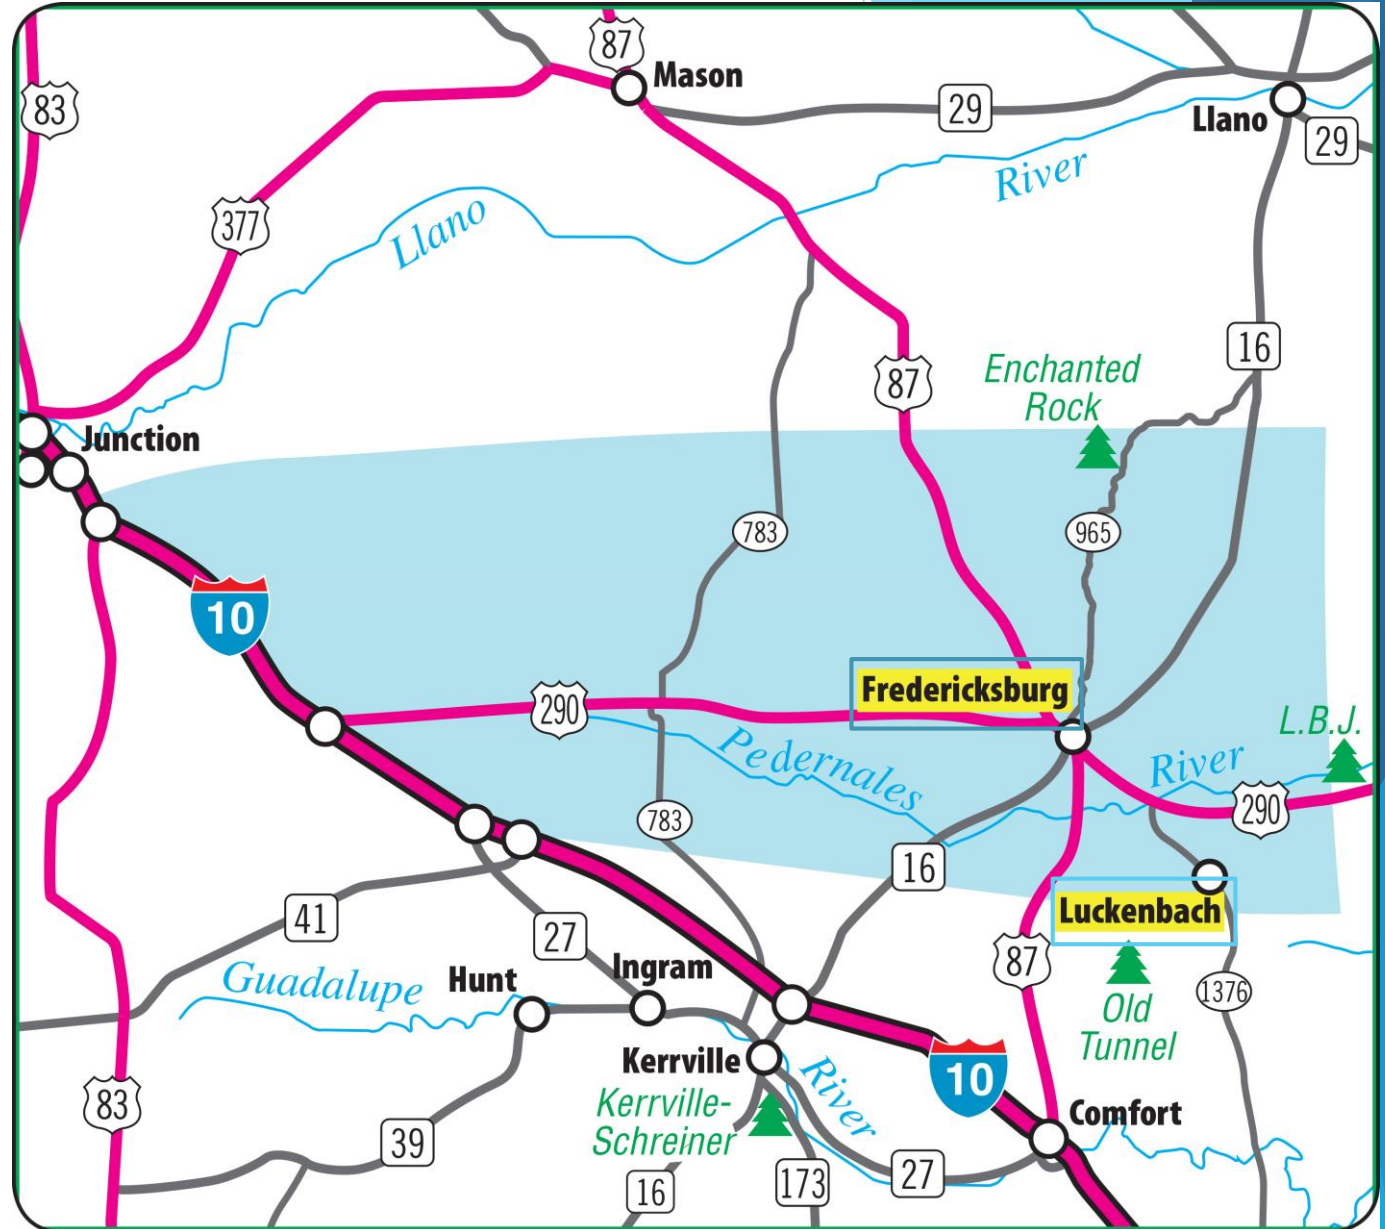 87
Mason
83
29
Llano
29
River
377
Llano
16
Enchanted
Rock
87
Junction
783
965
10
Fredericksburg
290
L.B.J.
Pedernales
River
290
783
16
Luckenbach
41
27
87
Ingram
Hunt
Guadalupe
1376
Old
Tunnel
Kerrville
River
10
83
Kerrville-
Schreiner
Comfort
39
27
16
173